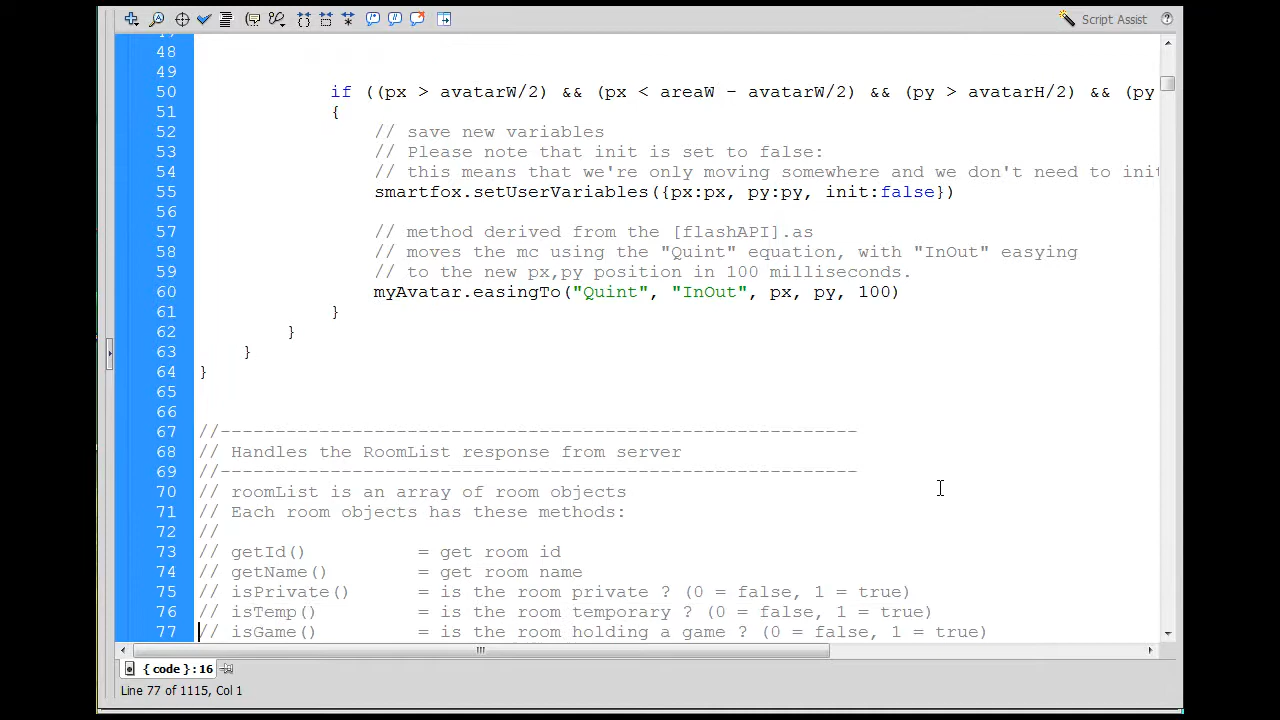 Script Assist
48
49
50 if ((px > avatarW/2) && (px < areaW - avatarW/2) && (py > avatarH/2) && (py
51 {
52 // save new variables
53 // Please note that init is set to false:
54 // this means that we're only moving somewhere and we don't need to init
55 smartfox.setUserVariables({px:px, py:py, init:false})
56
57 // method derived from the [flashAPI].as
58 // moves the mc using the "Quint" equation, with "InOut" easying
59 // to the new px,py position in 100 milliseconds.
60 myAvatar.easingTo("Quint", "InOut", px, py, 100)
61 }
62 }
63 }
64 }
65
66
67 //----------------------------------------------------------
68 // Handles the RoomList response from server
69 //----------------------------------------------------------
70 // roomList is an array of room objects
71 // Each room objects has these methods:
72 //
73 // getId() = get room id
74 // getName() = get room name
75 // isPrivate() = is the room private ? (0 = false, 1 = true)
76 // isTemp() = is the room temporary ? (0 = false, 1 = true)
77 // isGame() = is the room holding a game ? (0 = false, 1 = true)
{code}:16
Line 77 of 1115, Col 1